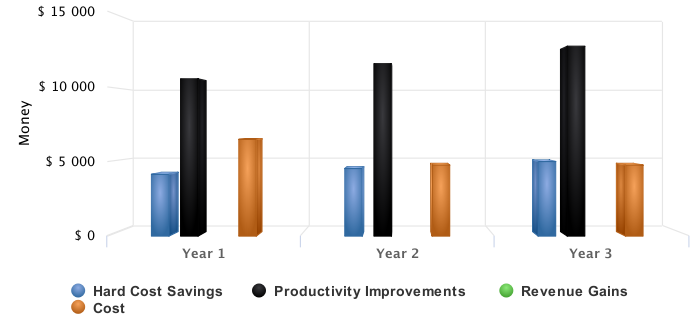 $ 15 000
$ 10 000
$ 5 000
$ 0
Money
Year 1
Year 2
Year 3
Hard Cost Savings
Productivity Improvements
Revenue Gains
Cost